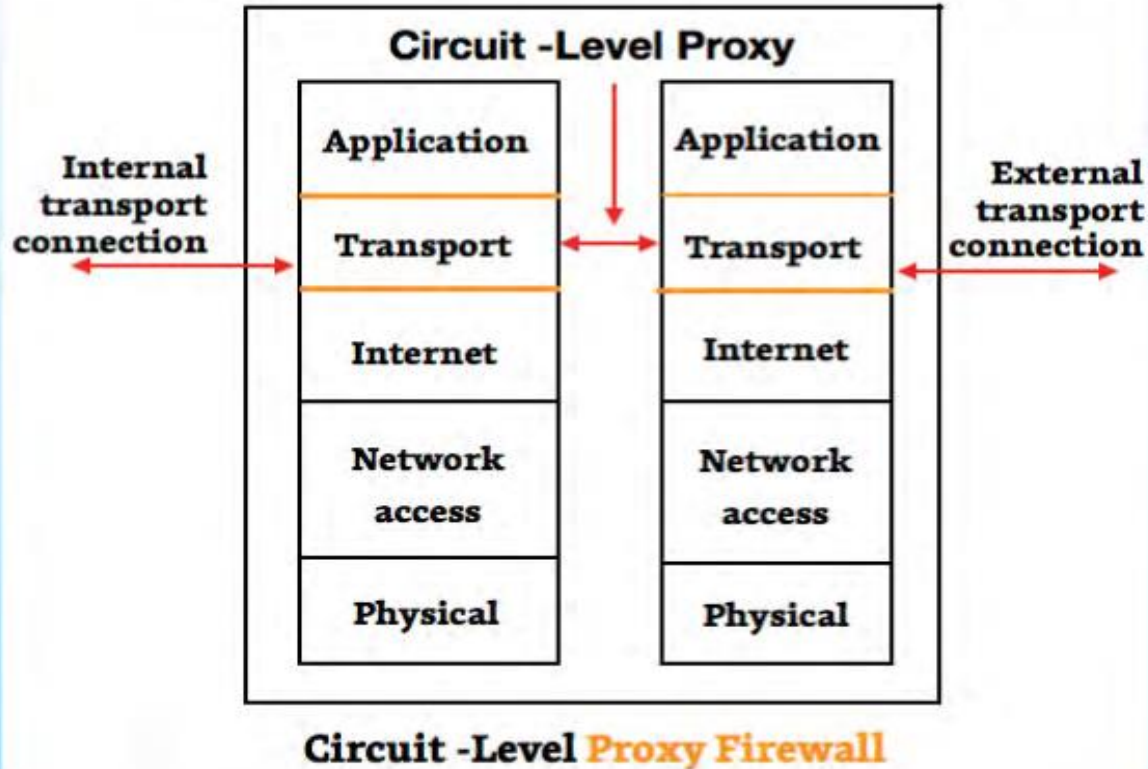 Circuit -Level Proxy
Internal
transport
connection
Application
Transport
Internet
Network
access
Physical
Application
Transport
Internet
Network
access
Physical
External
transport
connection
Circuit -Level Proxy Firewall